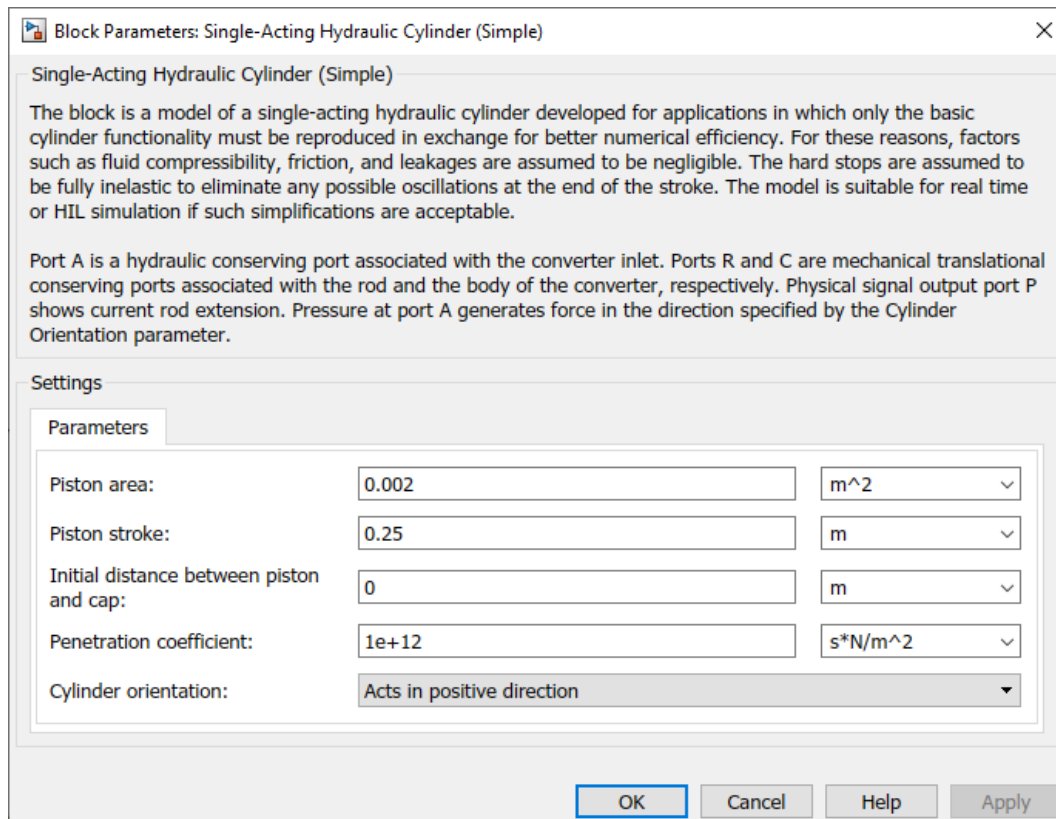 Block Parameters: Single-Acting Hydraulic Cylinder (Simple)
Single-Acting Hydraulic Cylinder (Simple)
The block is a model of a single-acting hydraulic cylinder developed for applications in which only the basic
cylinder functionality must be reproduced in exchange for better numerical efficiency. For these reasons, factors
such as fluid compressibility, friction, and leakages are assumed to be negligible. The hard stops are assumed to
be fully inelastic to eliminate any possible oscillations at the end of the stroke. The model is suitable for real time
or HIL simulation if such simplifications are acceptable.
Port A is a hydraulic conserving port associated with the converter inlet. Ports R and C are mechanical translational
conserving ports associated with the rod and the body of the converter, respectively. Physical signal output port P
shows current rod extension. Pressure at port A generates force in the direction specified by the Cylinder
Orientation parameter.
Settings
Parameters
Piston area: 0.002 m^2
Piston stroke: 0.25 m
Initial distance between piston
and cap: 0 m
Penetration coefficient: 1e+12 s*N/m^2
Cylinder orientation: Acts in positive direction
OK Cancel Help Apply